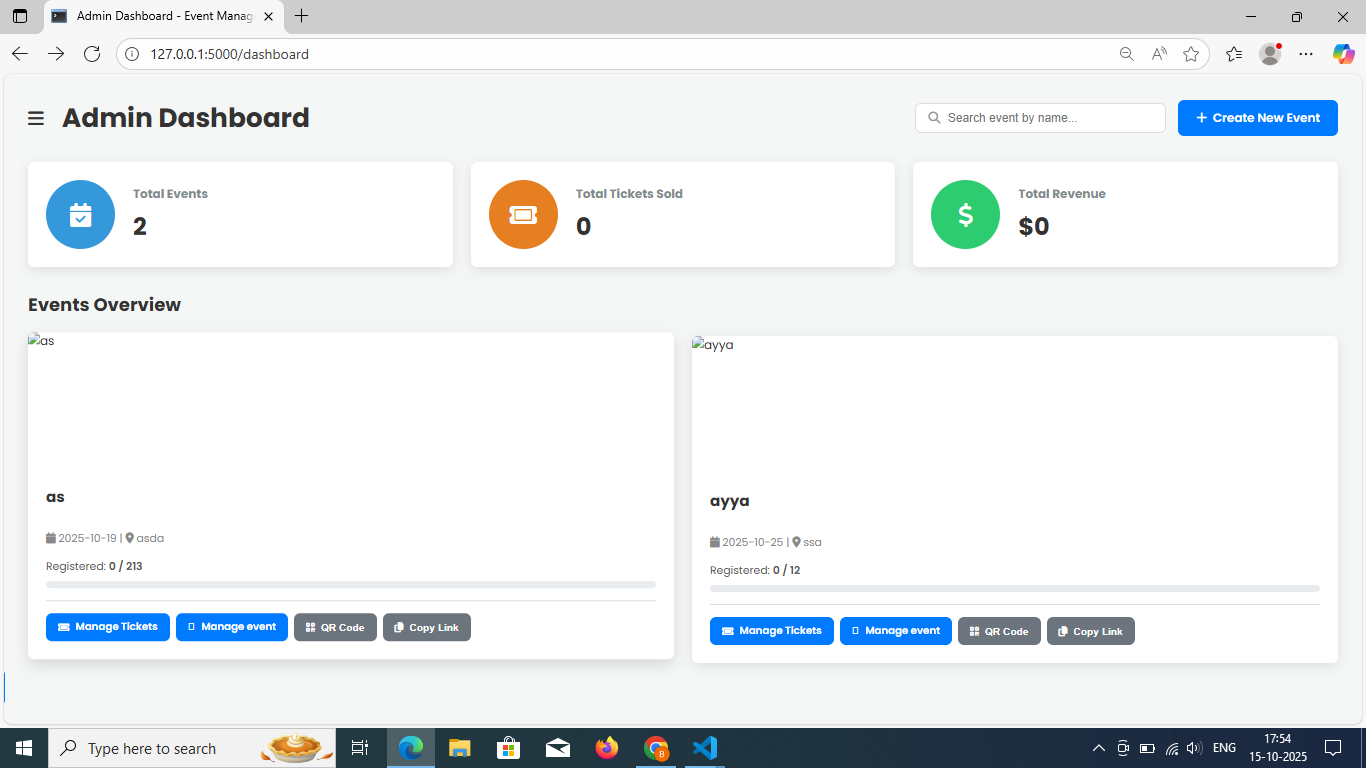 Admin Dashboard - Event Manag
127.0.0.1:5000/dashboard
Admin Dashboard
Search event by name...
Create New Event
Total Events
2
Total Tickets Sold
0
Total Revenue
$0
Events Overview
as
as
2025-10-19 | asda
Registered: 0 / 213
Manage Tickets
Manage event
QR Code
Copy Link
ayya
ayya
2025-10-25 | ssa
Registered: 0 / 12
Manage Tickets
Manage event
QR Code
Copy Link
Type here to search
ENG
17:54
15-10-2025